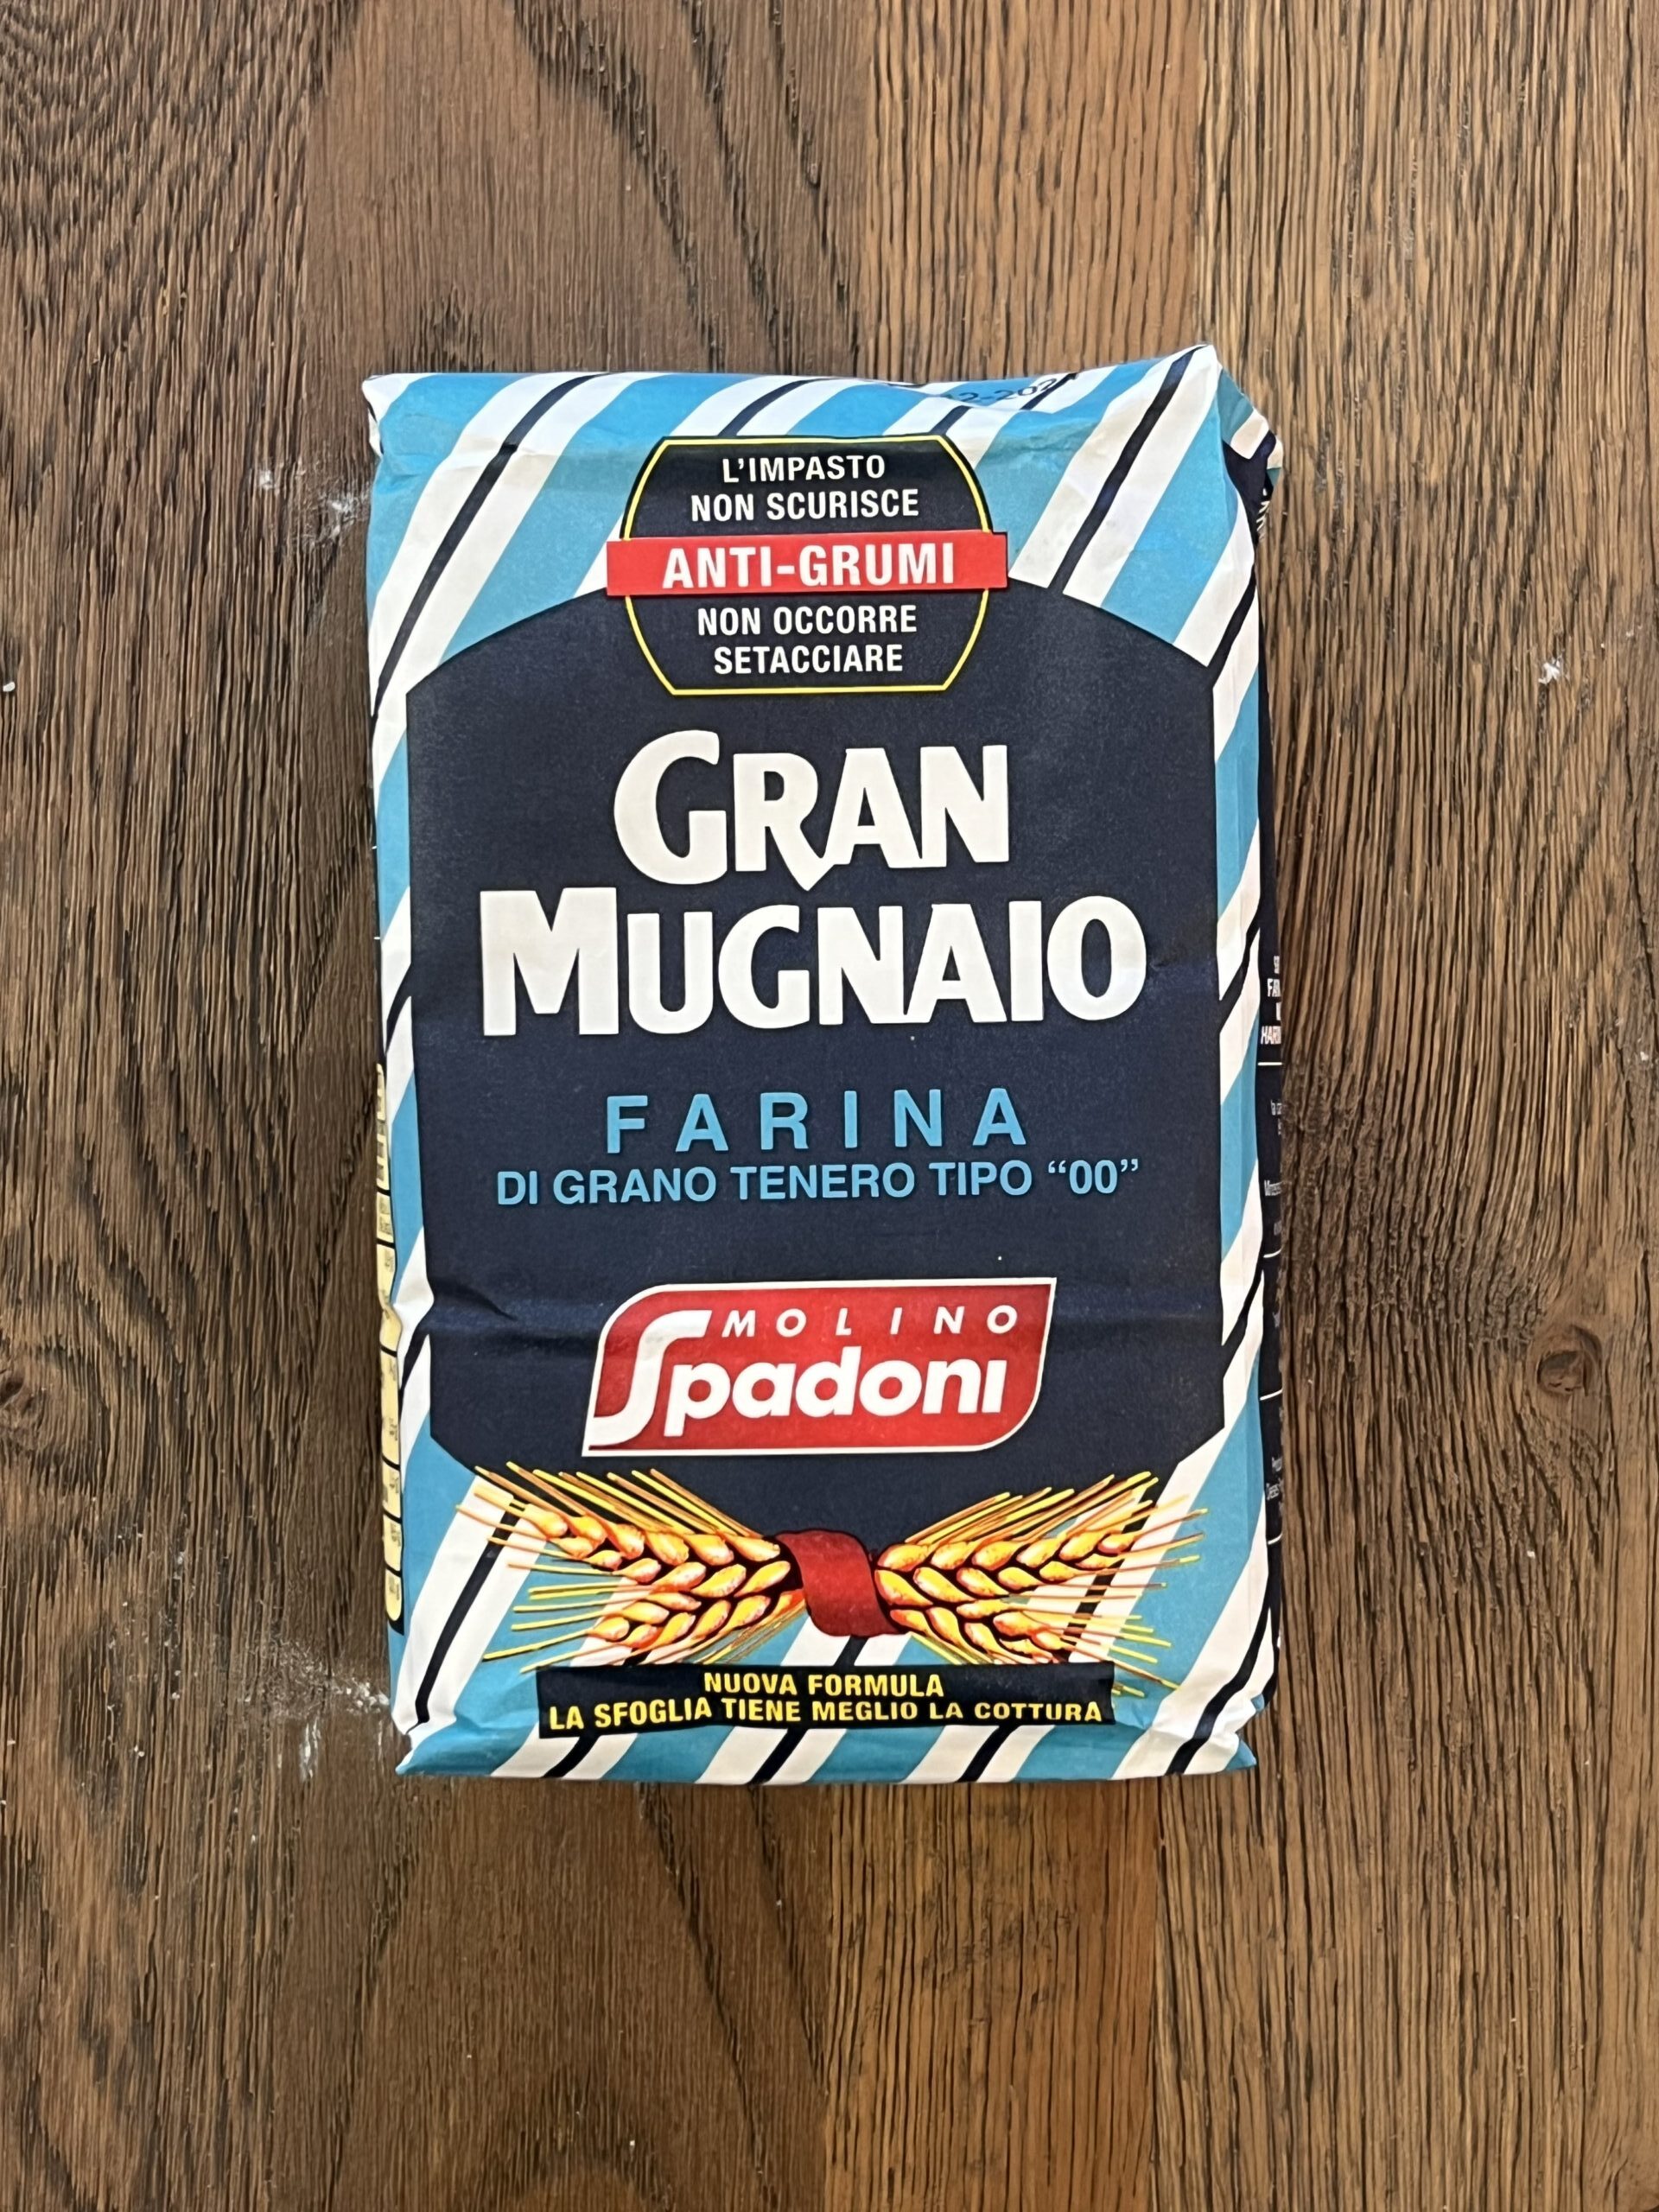 L'IMPASTO
NON SCURISCE
ANTI-GRUMI
NON OCCORRE
SETACCIARE
GRAN
MUGNAIO
FARINA
DI GRANO TENERO TIPO “00”
MOLINO
Spadoni
NUOVA FORMULA
LA SFOGLIA TIENE MEGLIO LA COTTURA